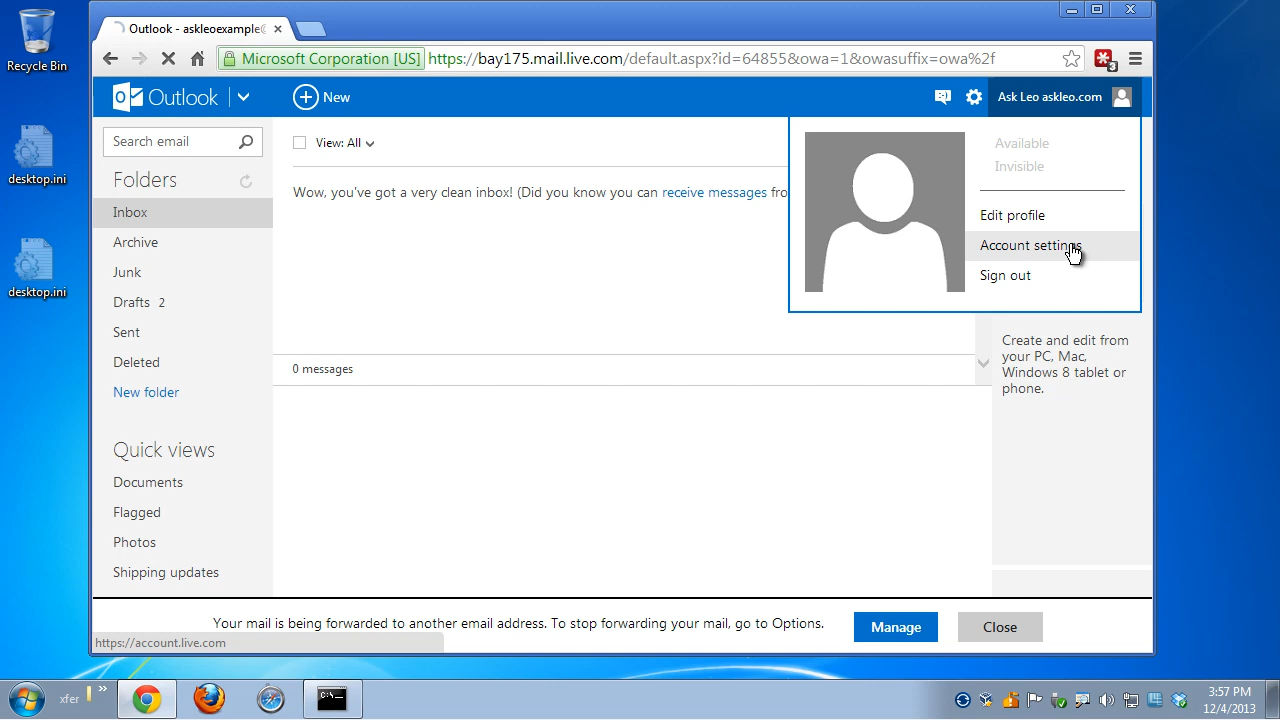 Recycle Bin
desktop.ini
desktop.ini
Outlook - askleoexample@
Microsoft Corporation [US] https://bay175.mail.live.com/default.aspx?id=64855&owa=1&owasuffix=owa%2f
3
Outlook
New
Ask Leo askleo.com
Search email
View: All
Available
Invisible
Folders
Wow, you've got a very clean inbox! (Did you know you can receive messages fro
Edit profile
Inbox
Archive
Account settings
Junk
Sign out
Drafts 2
Sent
Create and edit from
your PC, Mac,
Windows 8 tablet or
phone.
Deleted
0 messages
New folder
Quick views
Documents
Flagged
Photos
Shipping updates
Your mail is being forwarded to another email address. To stop forwarding your mail, go to Options.
Manage
Close
https://account.live.com
xfer
3:57 PM
12/4/2013